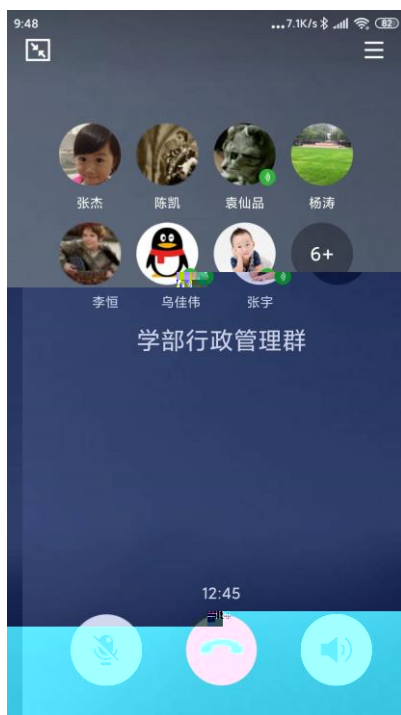 9:48
...7.1K/s 82
张杰 陈凯 袁仙品 杨涛
6+
李恒 乌佳伟 张宇
学部行政管理群
12:45